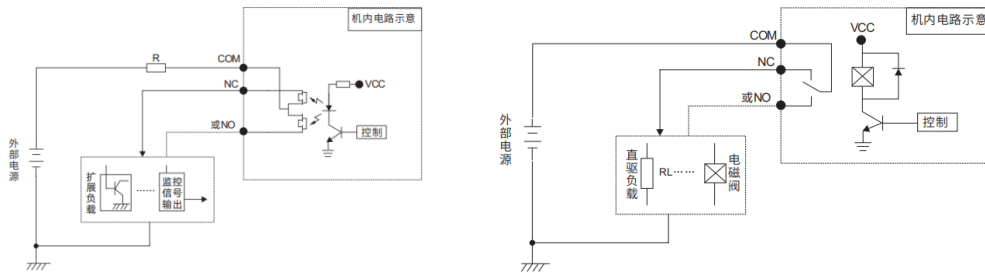 机内电路示意
R
COM
NC
VCC
或NO
控制
外部电源
扩展负载
监控信号输出
......
机内电路示意
VCC
COM
NC
或NO
控制
外部电源
直驱负载
RL......
电磁阀